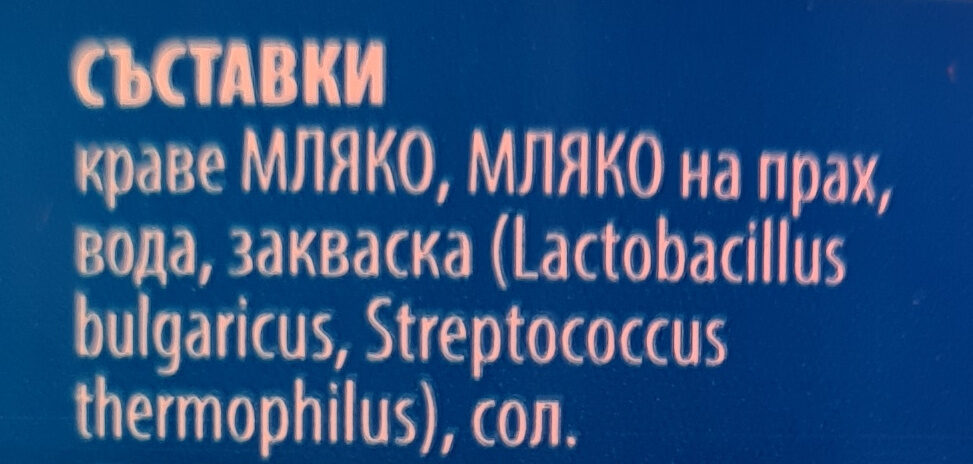 СЪСТАВКИ
краве МЛЯКО, МЛЯКО на прах,
вода, закваска (Lactobacillus
bulgaricus, Streptococcus
thermophilus), сол.